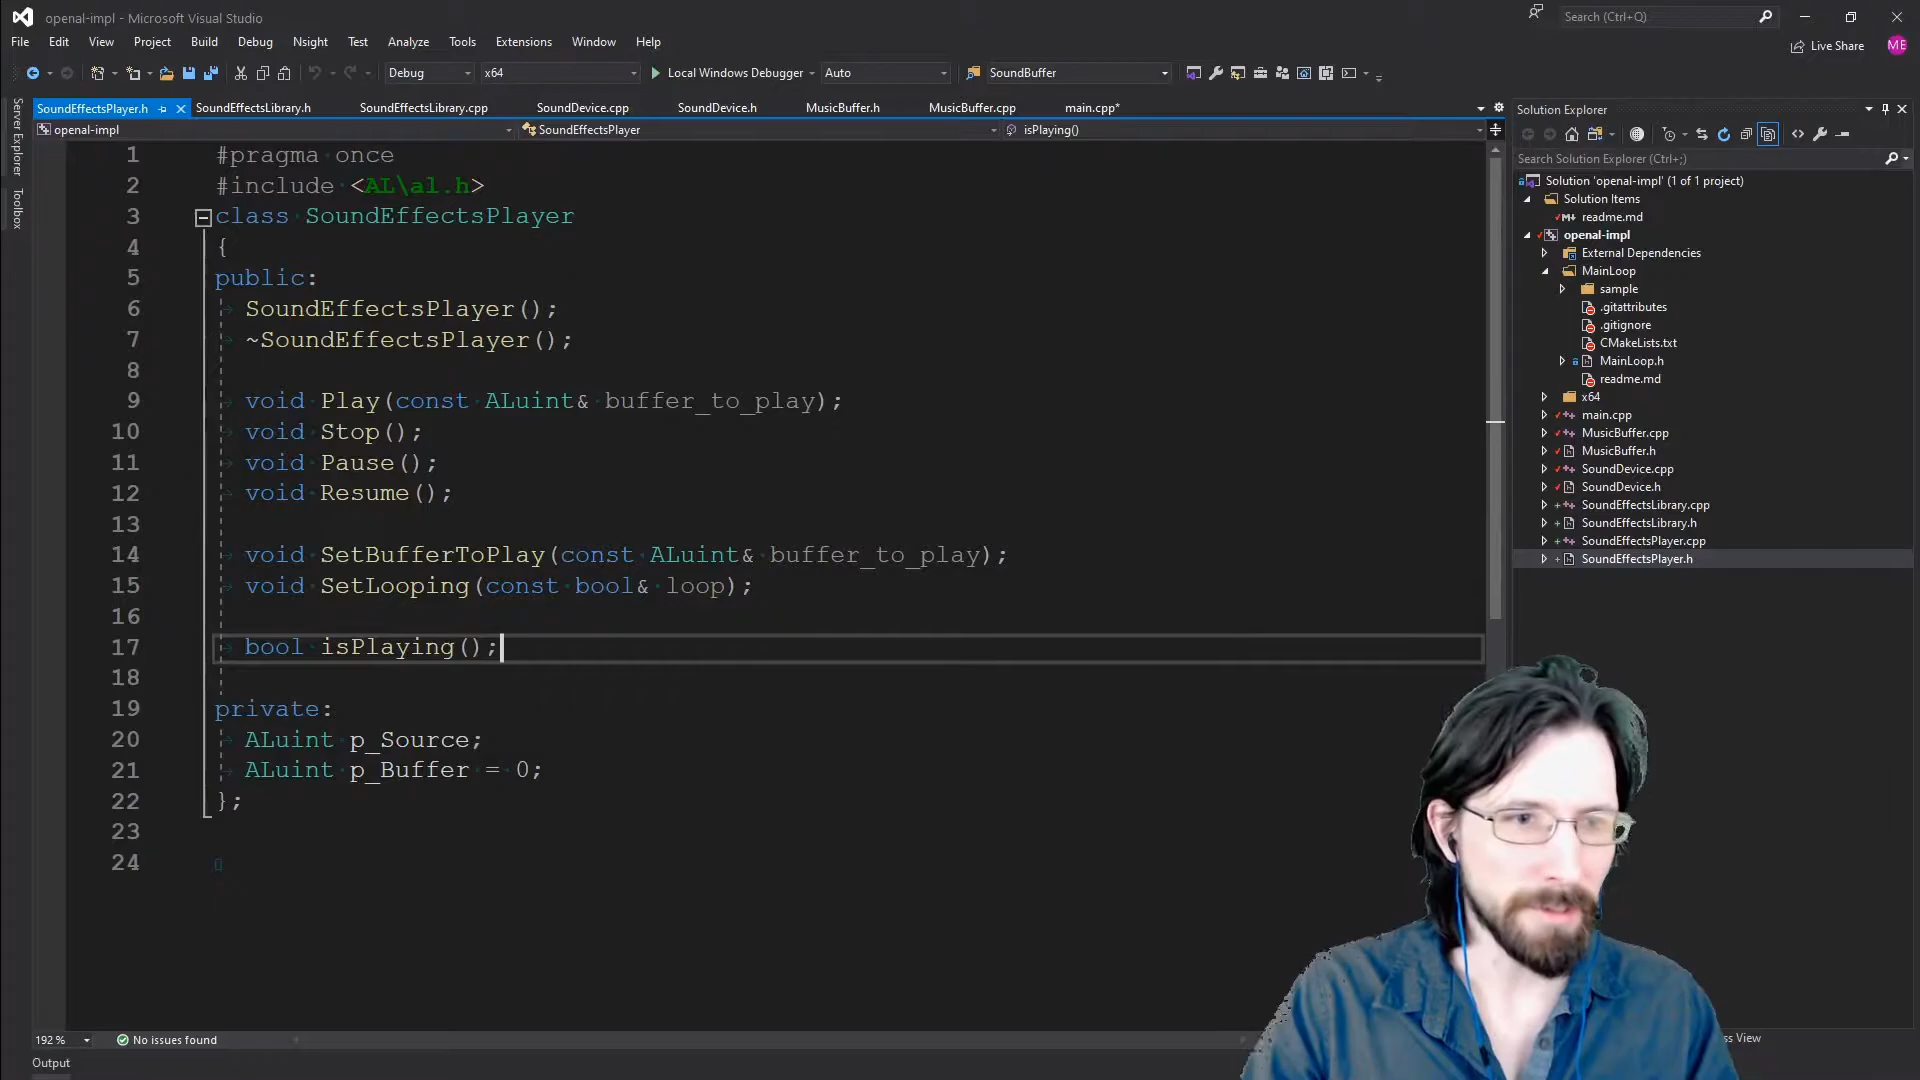 openal-impl - Microsoft Visual Studio
Search (Ctrl+Q)
File Edit View Project Build Debug Nsight Test Analyze Tools Extensions Window Help
Live Share
ME
Debug x64 Local Windows Debugger Auto SoundBuffer
SoundEffectsPlayer.h SoundEffectsLibrary.h SoundEffectsLibrary.cpp SoundDevice.cpp SoundDevice.h MusicBuffer.h MusicBuffer.cpp main.cpp*
openal-impl SoundEffectsPlayer isPlaying()
Server Explorer
Toolbox
1 #pragma once
2 #include <AL\al.h>
3 class SoundEffectsPlayer
4 {
5 public:
6 SoundEffectsPlayer();
7 ~SoundEffectsPlayer();
8
9 void Play(const ALuint& buffer_to_play);
10 void Stop();
11 void Pause();
12 void Resume();
13
14 void SetBufferToPlay(const ALuint& buffer_to_play);
15 void SetLooping(const bool& loop);
16
17 bool isPlaying();
18
19 private:
20 ALuint p_Source;
21 ALuint p_Buffer = 0;
22 };
23
24
192 % No issues found
Output
Solution Explorer
Search Solution Explorer (Ctrl+;)
Solution 'openal-impl' (1 of 1 project)
Solution Items
readme.md
openal-impl
External Dependencies
MainLoop
sample
.gitattributes
.gitignore
CMakeLists.txt
MainLoop.h
readme.md
x64
main.cpp
MusicBuffer.cpp
MusicBuffer.h
SoundDevice.cpp
SoundDevice.h
SoundEffectsLibrary.cpp
SoundEffectsLibrary.h
SoundEffectsPlayer.cpp
SoundEffectsPlayer.h
ss View